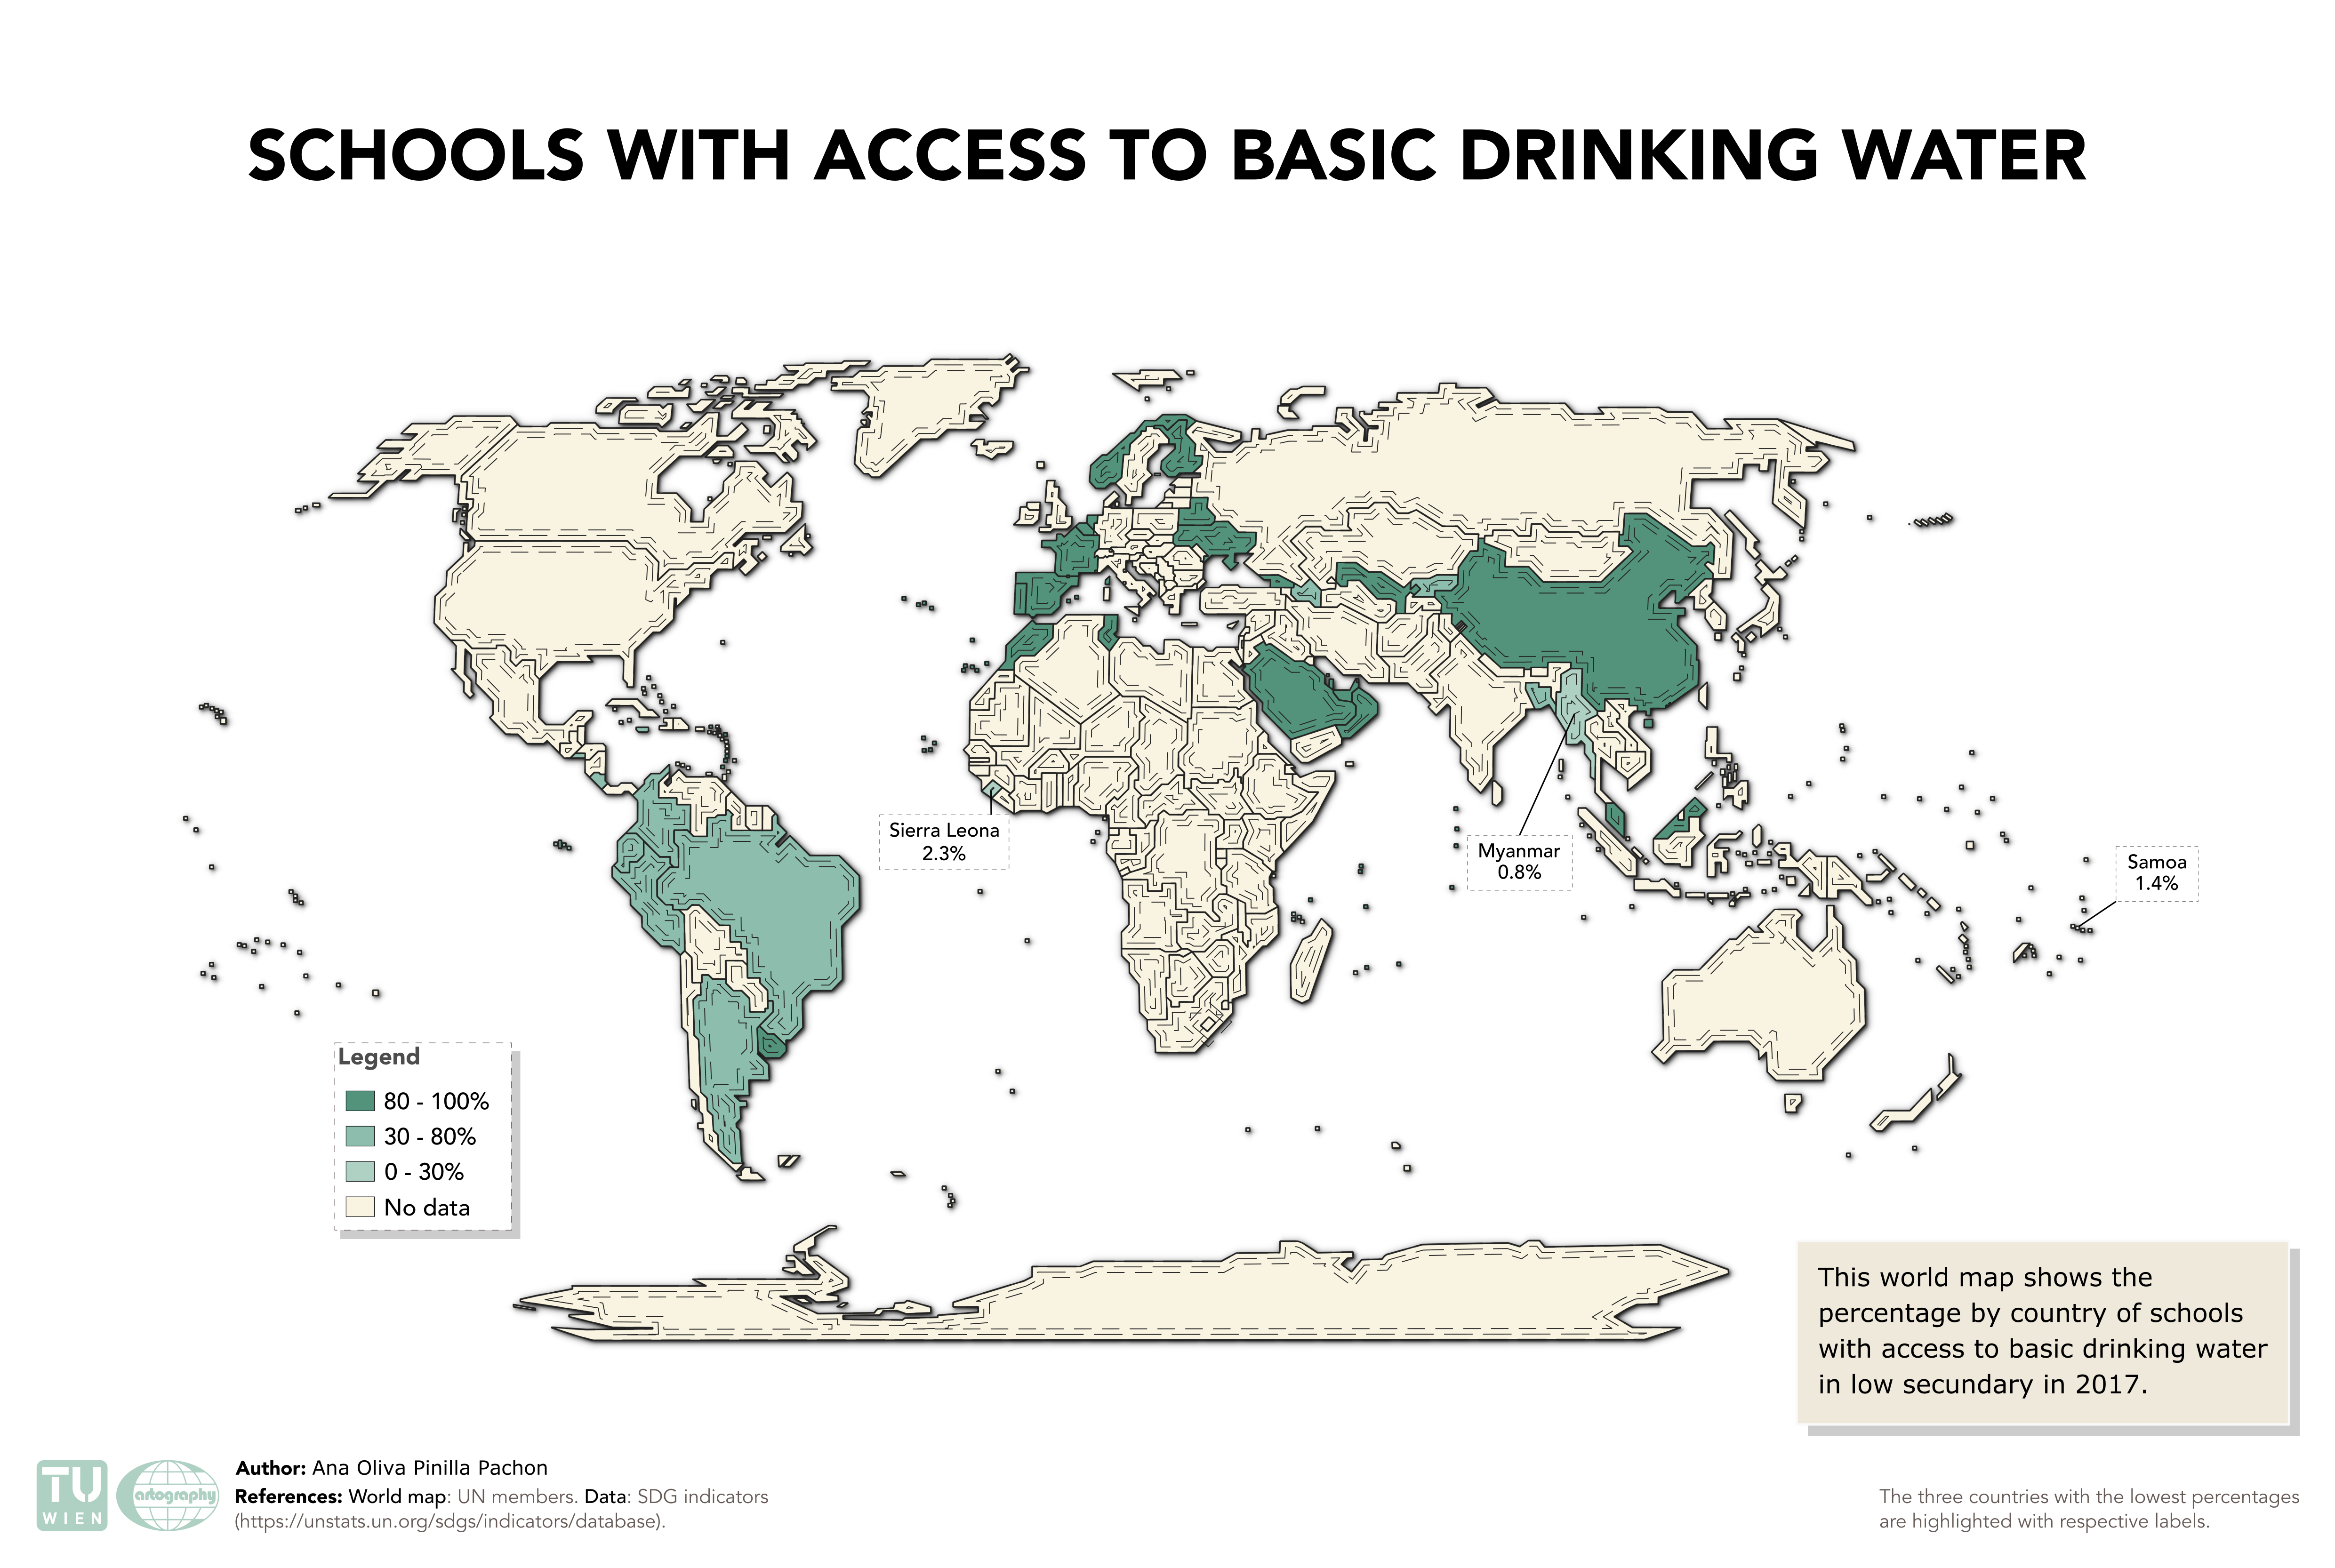 SCHOOLS WITH ACCESS TO BASIC DRINKING WATER
Sierra Leona
2.3%
Myanmar
0.8%
Samoa
1.4%
Legend
80 - 100%
30 - 80%
0 - 30%
No data
This world map shows the
percentage by country of schools
with access to basic drinking water
in low secundary in 2017.
TU
WIEN
artography
Author: Ana Oliva Pinilla Pachon
References: World map: UN members. Data: SDG indicators
(https://unstats.un.org/sdgs/indicators/database).
The three countries with the lowest percentages
are highlighted with respective labels.